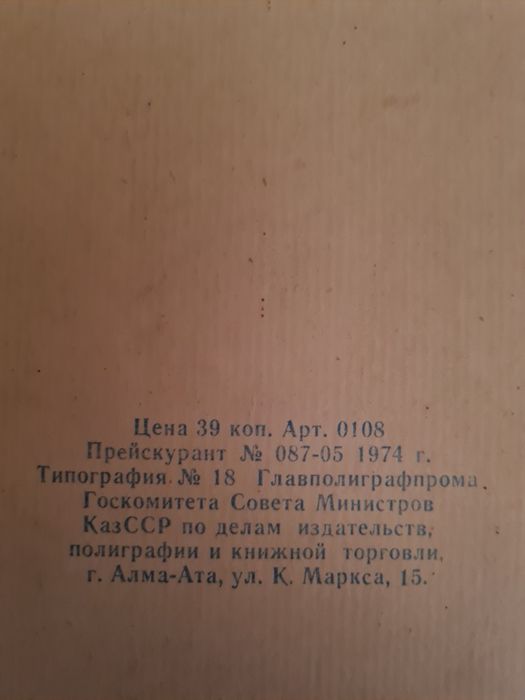 Цена 39 коп. Арт. 0108
Прейскурант № 087-05 1974 г.
Типография № 18 Главполиграфпрома
Госкомитета Совета Министров
КазССР по делам издательств,
полиграфии и книжной торговли,
г. Алма-Ата, ул. К. Маркса, 15.